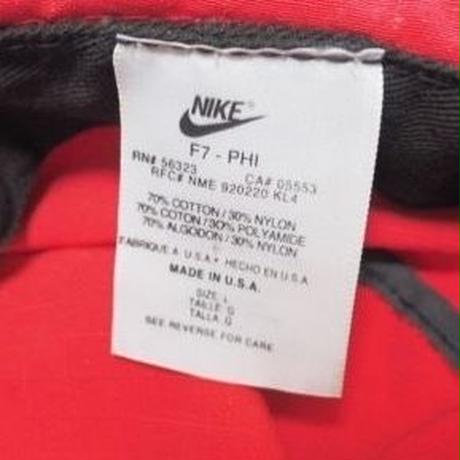 NIKE®
F7 - PHI
RN# 56323 CA# 05553
RFC# NME 920220 KL4
70% COTTON / 30% NYLON
70% COTON / 30% POLYAMIDE
70% ALGODON / 30% NYLON
FABRIQUE A U.S.A • HECHO EN U.S.A
MADE IN U.S.A.
SIZE: L
TAILLE: G
TALLA: G
SEE REVERSE FOR CARE